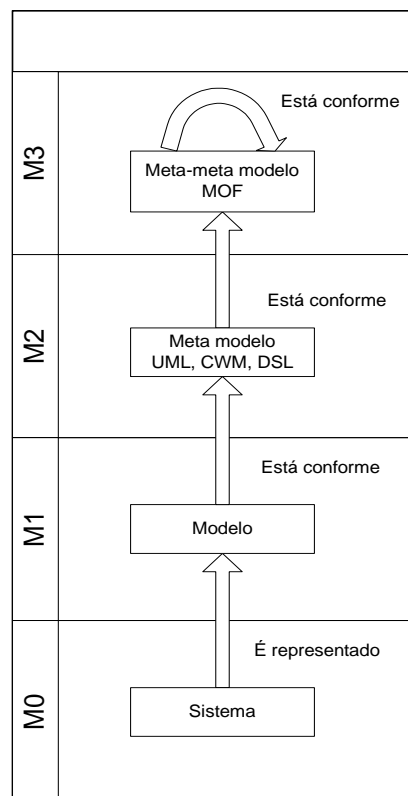 M3
Está conforme
Meta-meta modelo
MOF
M2
Está conforme
Meta modelo
UML, CWM, DSL
M1
Está conforme
Modelo
M0
É representado
Sistema